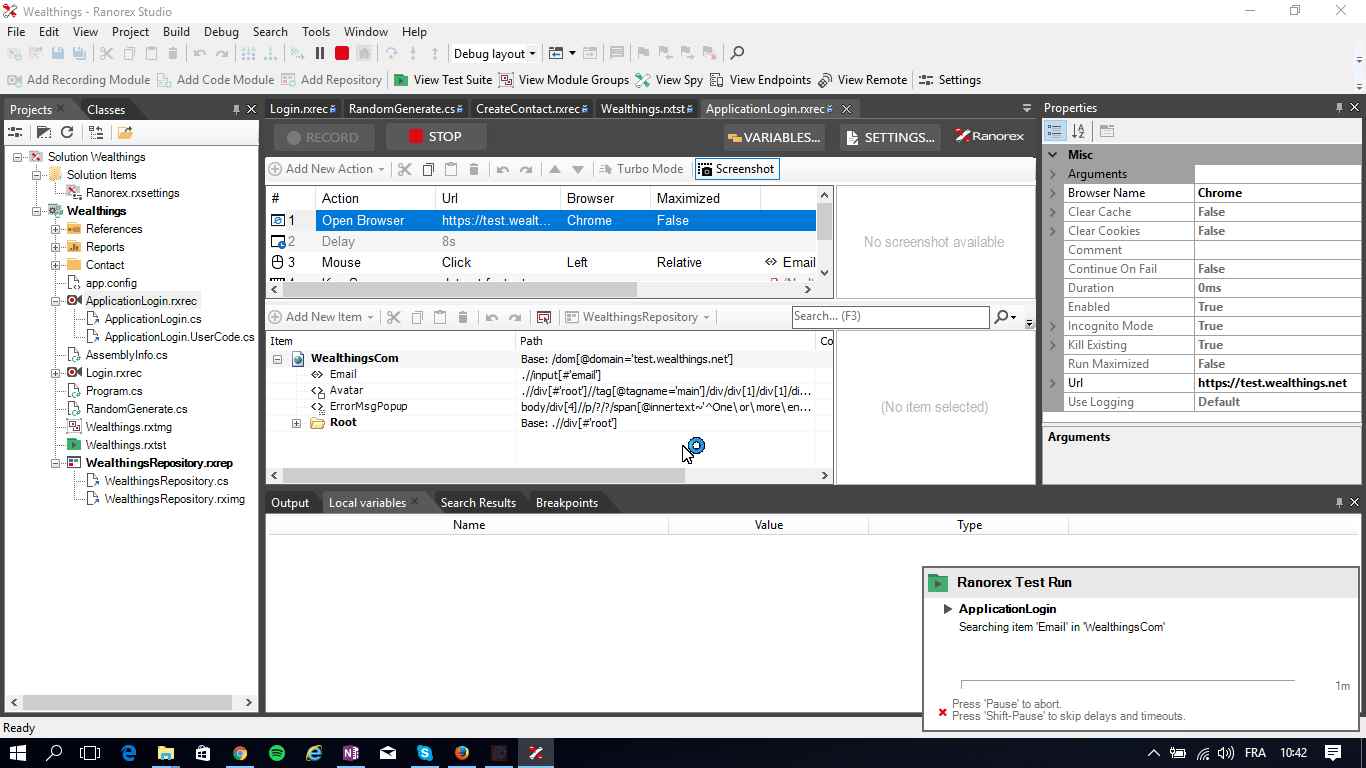 Wealthings - Ranorex Studio
File Edit View Project Build Debug Search Tools Window Help
Debug layout
Add Recording Module Add Code Module Add Repository View Test Suite View Module Groups View Spy View Endpoints View Remote Settings
Projects Classes
Login.rxrec RandomGenerate.cs CreateContact.rxrec Wealthings.rxtst ApplicationLogin.rxrec
Properties
Solution Wealthings
Solution Items
Ranorex.rxsettings
Wealthings
References
Reports
Contact
app.config
ApplicationLogin.rxrec
ApplicationLogin.cs
ApplicationLogin.UserCode.cs
AssemblyInfo.cs
Login.rxrec
Program.cs
RandomGenerate.cs
Wealthings.rxtmg
Wealthings.rxtst
WealthingsRepository.rxrep
WealthingsRepository.cs
WealthingsRepository.rximg
RECORD STOP VARIABLES... SETTINGS... Ranorex
Add New Action Turbo Mode Screenshot
# Action Url Browser Maximized
1 Open Browser https://test.wealt... Chrome False
2 Delay 8s
3 Mouse Click Left Relative Email
No screenshot available
Add New Item WealthingsRepository Search... (F3)
Item Path Co
WealthingsCom Base: /dom[@domain='test.wealthings.net']
Email .//input[#'email']
Avatar .//div[#'root']//tag[@tagname='main']/div/div[1]/div[1]/di...
ErrorMsgPopup body/div[4]//p/?/?/span[@innertext~'^One\ or\ more\ en...
Root Base: .//div[#'root']
(No item selected)
Misc
Arguments
Browser Name Chrome
Clear Cache False
Clear Cookies False
Comment
Continue On Fail False
Duration 0ms
Enabled True
Incognito Mode True
Kill Existing True
Run Maximized False
Url https://test.wealthings.net
Use Logging Default
Arguments
Output Local variables Search Results Breakpoints
Name Value Type
Ranorex Test Run
ApplicationLogin
Searching item 'Email' in 'WealthingsCom'
1m
Press 'Pause' to abort.
Press 'Shift-Pause' to skip delays and timeouts.
Ready
FRA 10:42